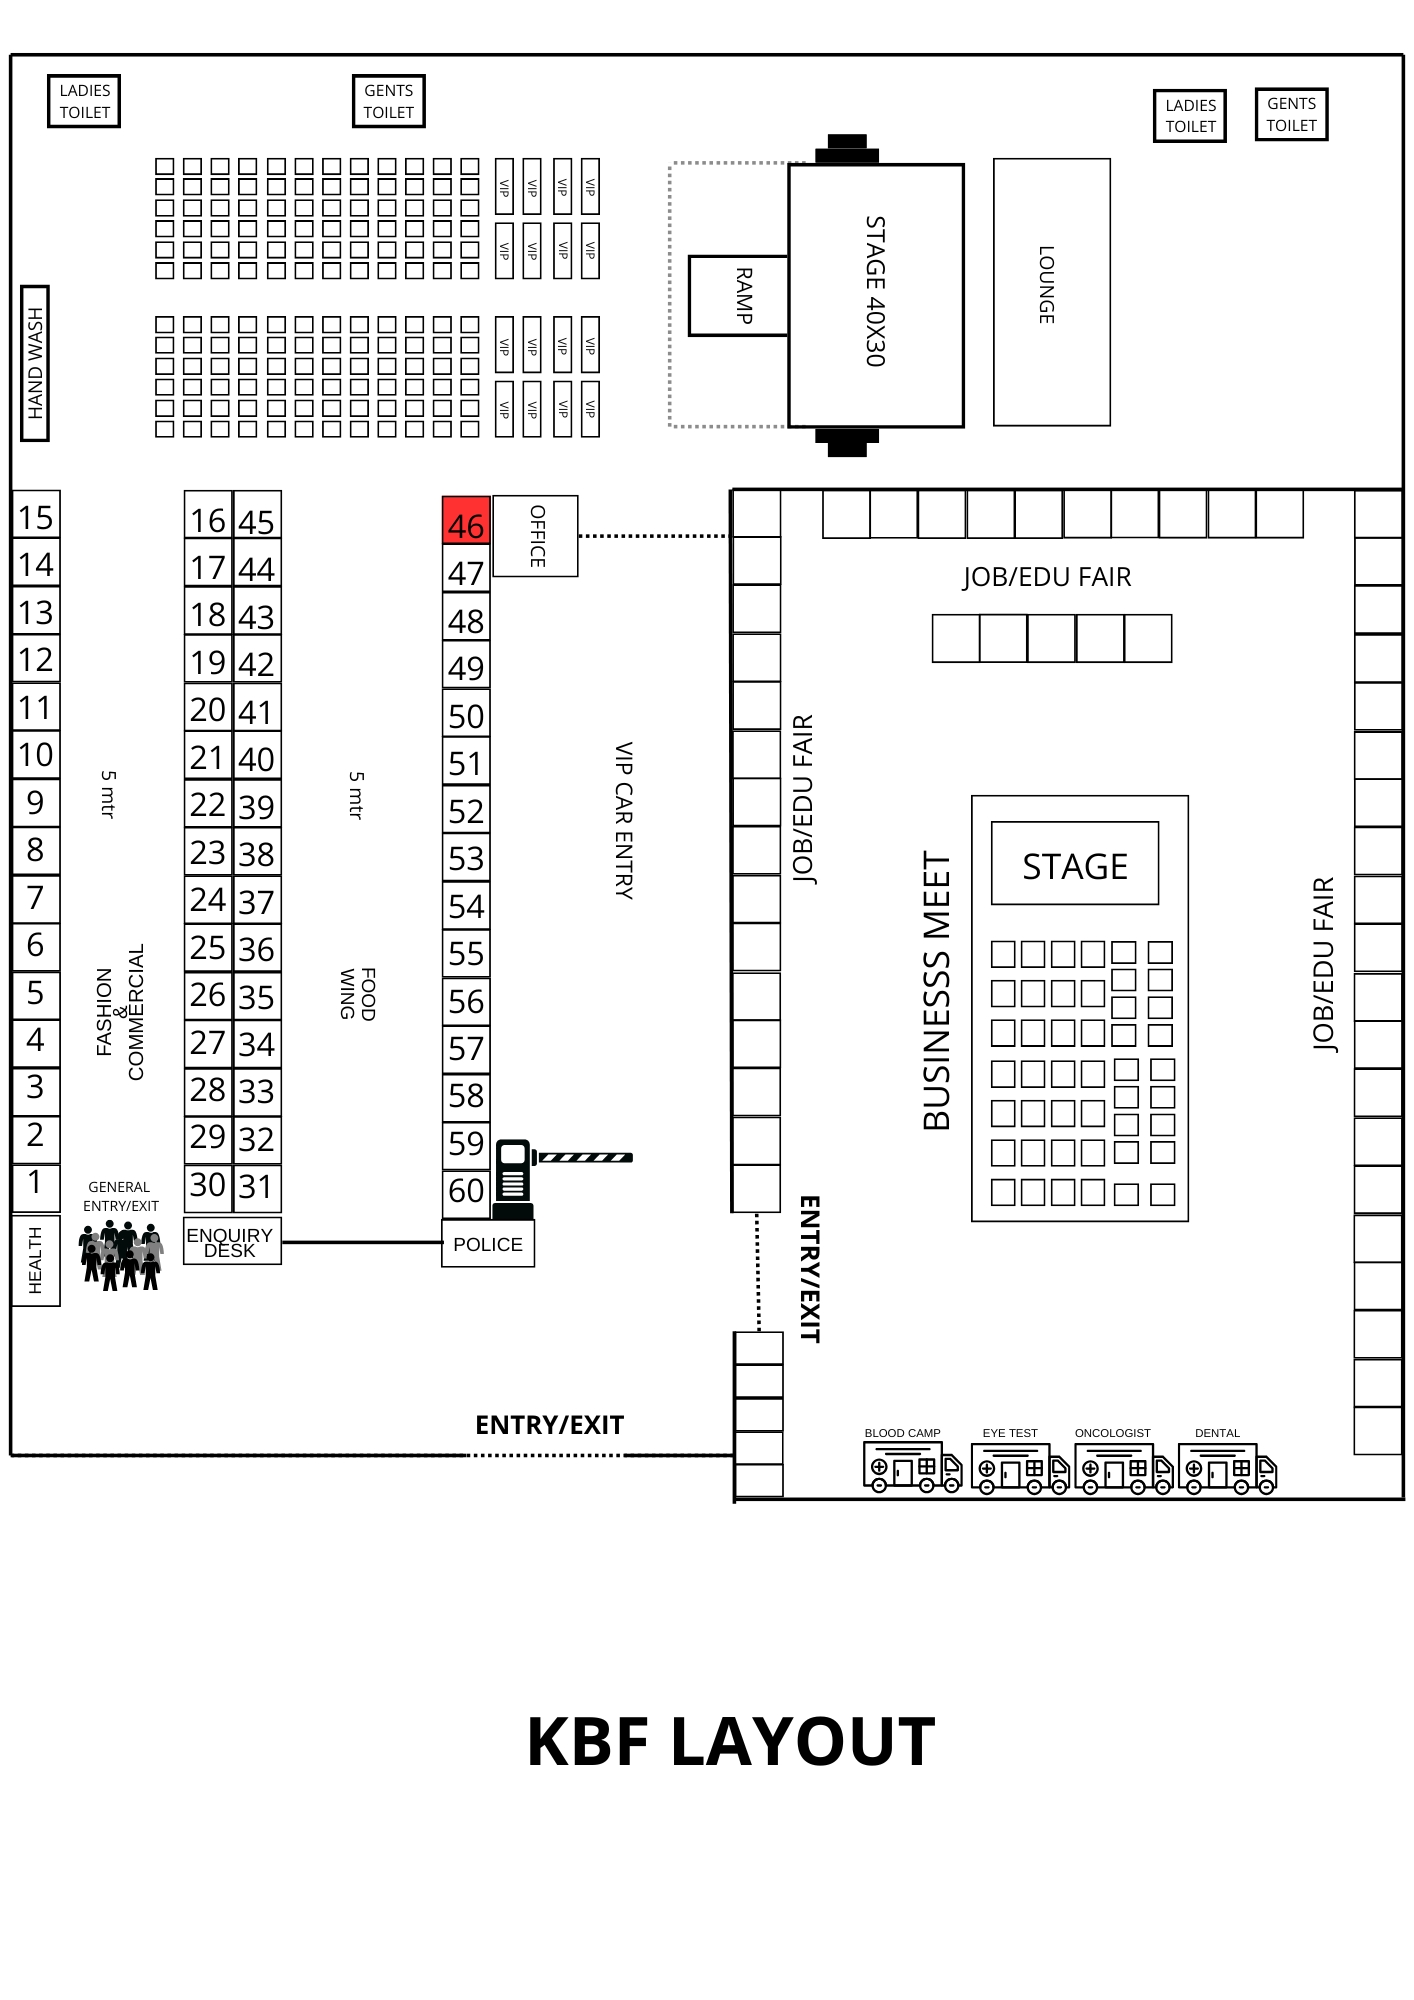 LADIES
TOILET
GENTS
TOILET
LADIES
TOILET
GENTS
TOILET
VIP VIP VIP VIP
VIP VIP VIP VIP
VIP VIP VIP VIP
VIP VIP VIP VIP
HAND WASH
RAMP
STAGE 40X30
LOUNGE
15 16 45 46
14 17 44 47
13 18 43 48
12 19 42 49
11 20 41 50
10 21 40 51
9 22 39 52
8 23 38 53
7 24 37 54
6 25 36 55
5 26 35 56
4 27 34 57
3 28 33 58
2 29 32 59
1 30 31 60
OFFICE
5 mtr
5 mtr
FASHION
&
COMMERCIAL
FOOD
WING
VIP CAR ENTRY
GENERAL
ENTRY/EXIT
HEALTH
ENQUIRY
DESK
POLICE
JOB/EDU FAIR
JOB/EDU FAIR
BUSINESSS MEET
STAGE
JOB/EDU FAIR
ENTRY/EXIT
ENTRY/EXIT
BLOOD CAMP
EYE TEST
ONCOLOGIST
DENTAL
KBF LAYOUT